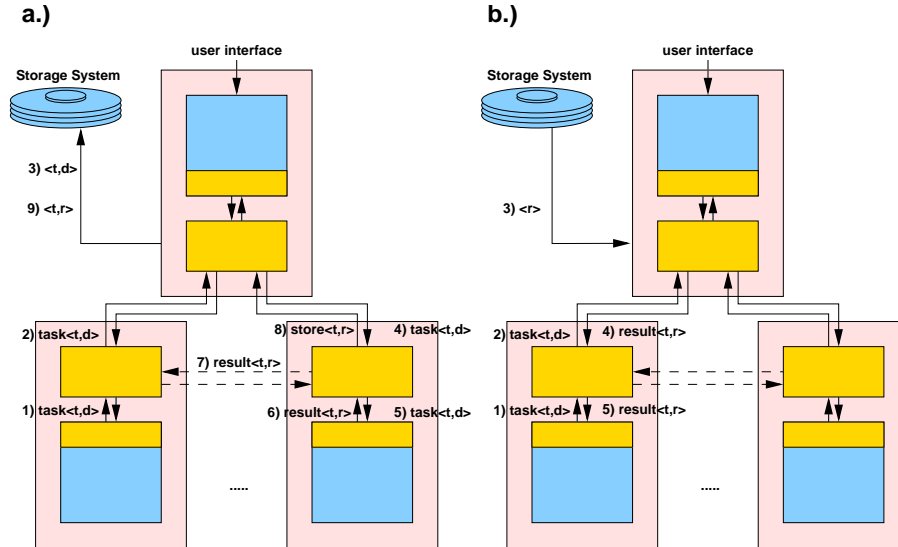 a.)
user interface
Storage System
3) <t,d>
9) <t,r>
2) task<t,d>
8) store<t,r>
4) task<t,d>
7) result<t,r>
1) task<t,d>
6) result<t,r>
5) task<t,d>
.....
b.)
user interface
Storage System
3) <r>
2) task<t,d>
4) result<t,r>
1) task<t,d>
5) result<t,r>
.....